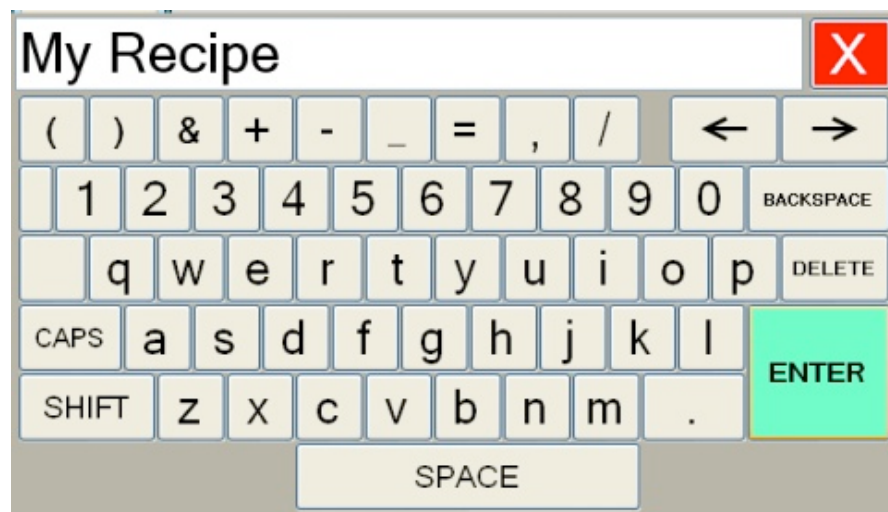 My Recipe X
( ) & + - _ = , / ← →
1 2 3 4 5 6 7 8 9 0 BACKSPACE
q w e r t y u i o p DELETE
CAPS a s d f g h j k l ENTER
SHIFT z x c v b n m .
SPACE